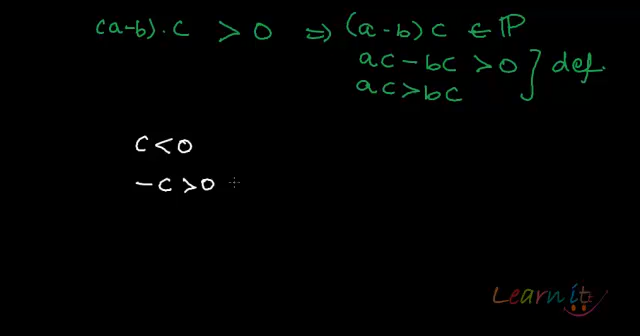 (a-b).c > 0 ⇒ (a-b)c ∈ ℙ
ac-bc > 0 } def.
ac > bc
c < 0
-c > 0
Learnit